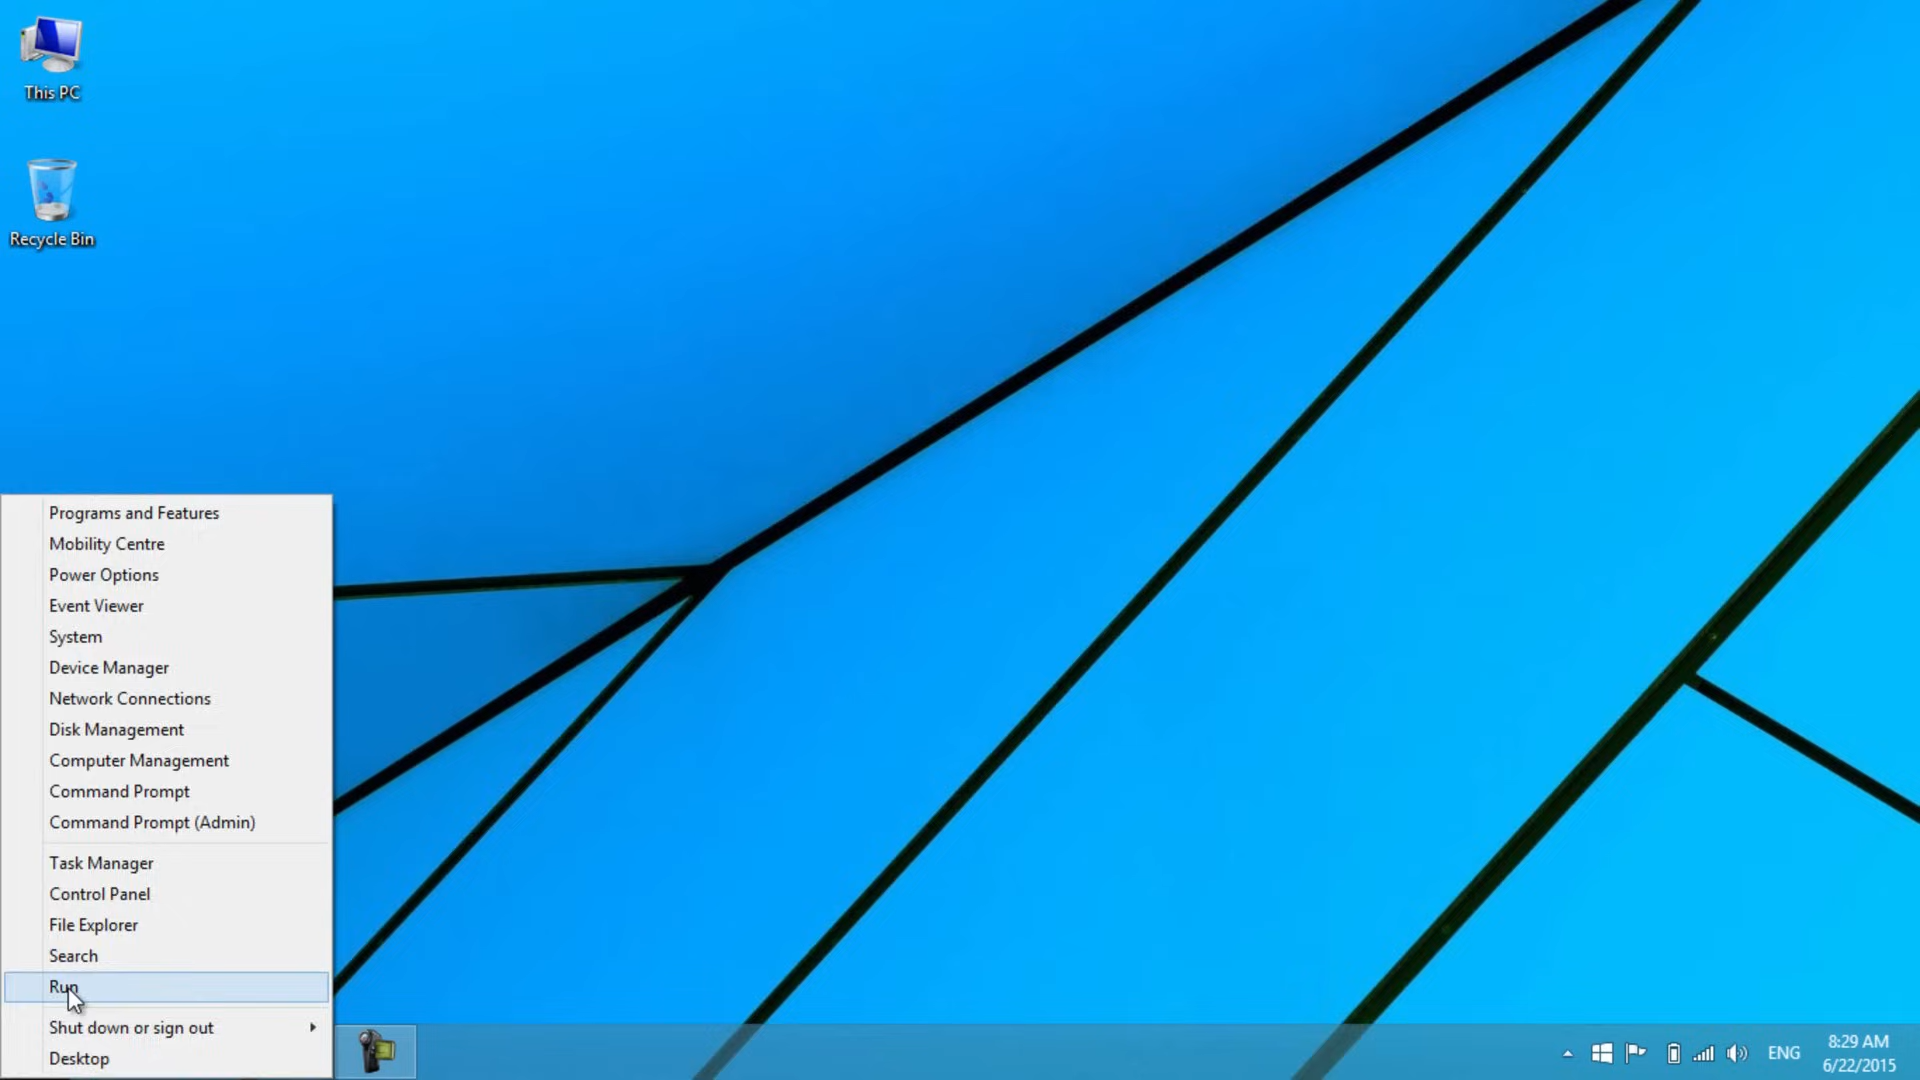 This PC
Recycle Bin
Programs and Features
Mobility Centre
Power Options
Event Viewer
System
Device Manager
Network Connections
Disk Management
Computer Management
Command Prompt
Command Prompt (Admin)
Task Manager
Control Panel
File Explorer
Search
Run
Shut down or sign out
Desktop
ENG
8:29 AM
6/22/2015